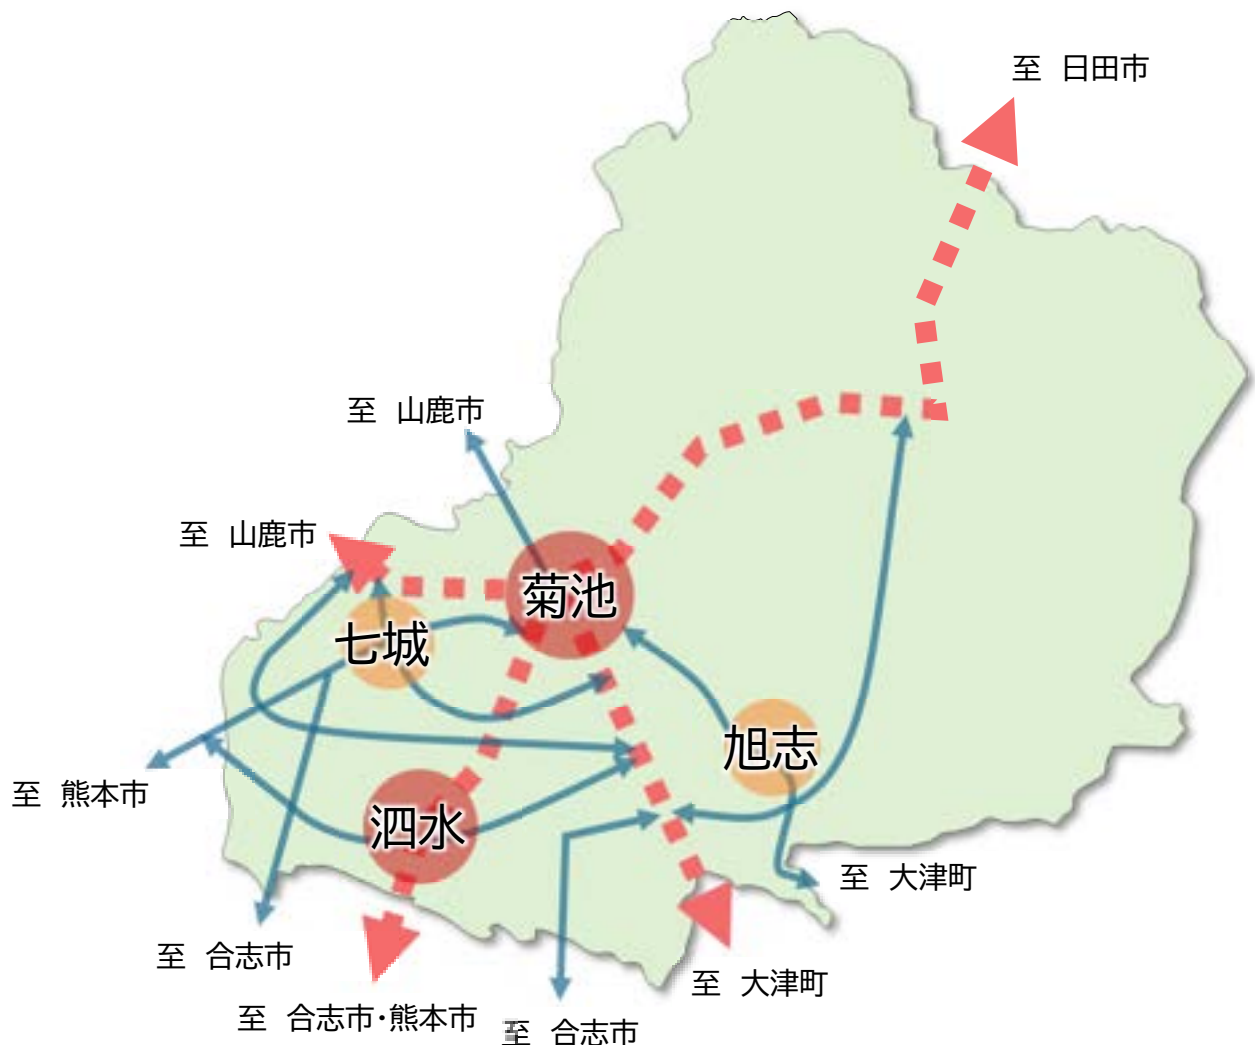 至 日田市
至 山鹿市
至 山鹿市
菊池
七城
旭志
至 熊本市
泗水
至 大津町
至 合志市
至 大津町
至 合志市・熊本市
至 合志市